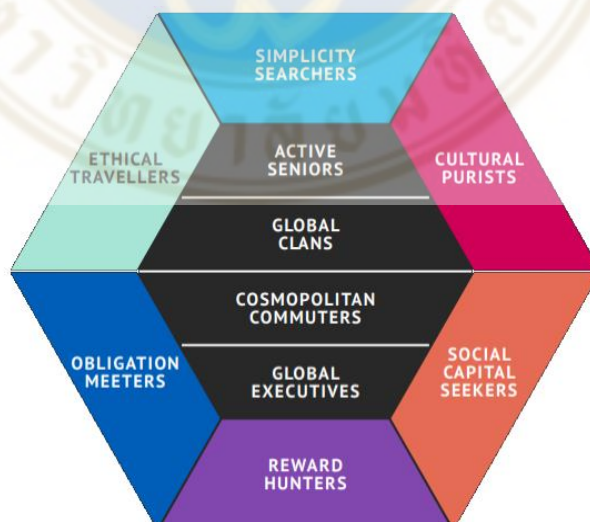 SIMPLICITY
SEARCHERS
ETHICAL
TRAVELLERS
ACTIVE
SENIORS
CULTURAL
PURISTS
GLOBAL
CLANS
COSMOPOLITAN
COMMUTERS
OBLIGATION
MEETERS
GLOBAL
EXECUTIVES
SOCIAL
CAPITAL
SEEKERS
REWARD
HUNTERS